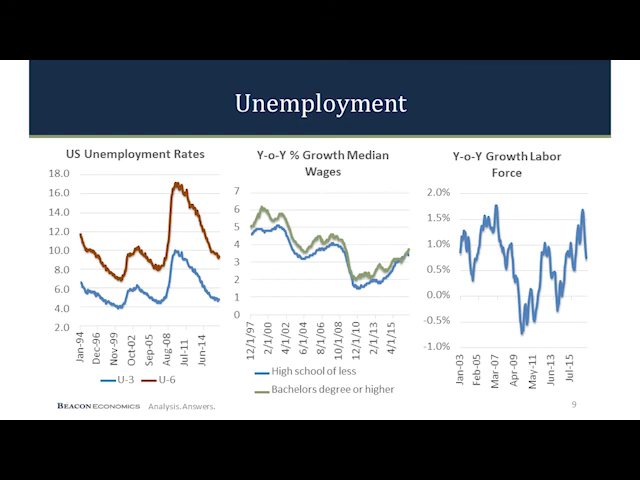 Unemployment
US Unemployment Rates
18.0
16.0
14.0
12.0
10.0
8.0
6.0
4.0
2.0
Jan-94
Dec-96
Nov-99
Oct-02
Sep-05
Aug-08
Jul-11
Jun-14
U-3 U-6
Y-o-Y % Growth Median
Wages
7
6
5
4
3
2
1
0
12/1/97
2/1/00
4/1/02
6/1/04
8/1/06
10/1/08
12/1/10
2/1/13
4/1/15
High school of less
Bachelors degree or higher
Y-o-Y Growth Labor
Force
2.0%
1.5%
1.0%
0.5%
0.0%
-0.5%
-1.0%
Jan-03
Feb-05
Mar-07
Apr-09
May-11
Jun-13
Jul-15
BEACON ECONOMICS Analysis. Answers.
9